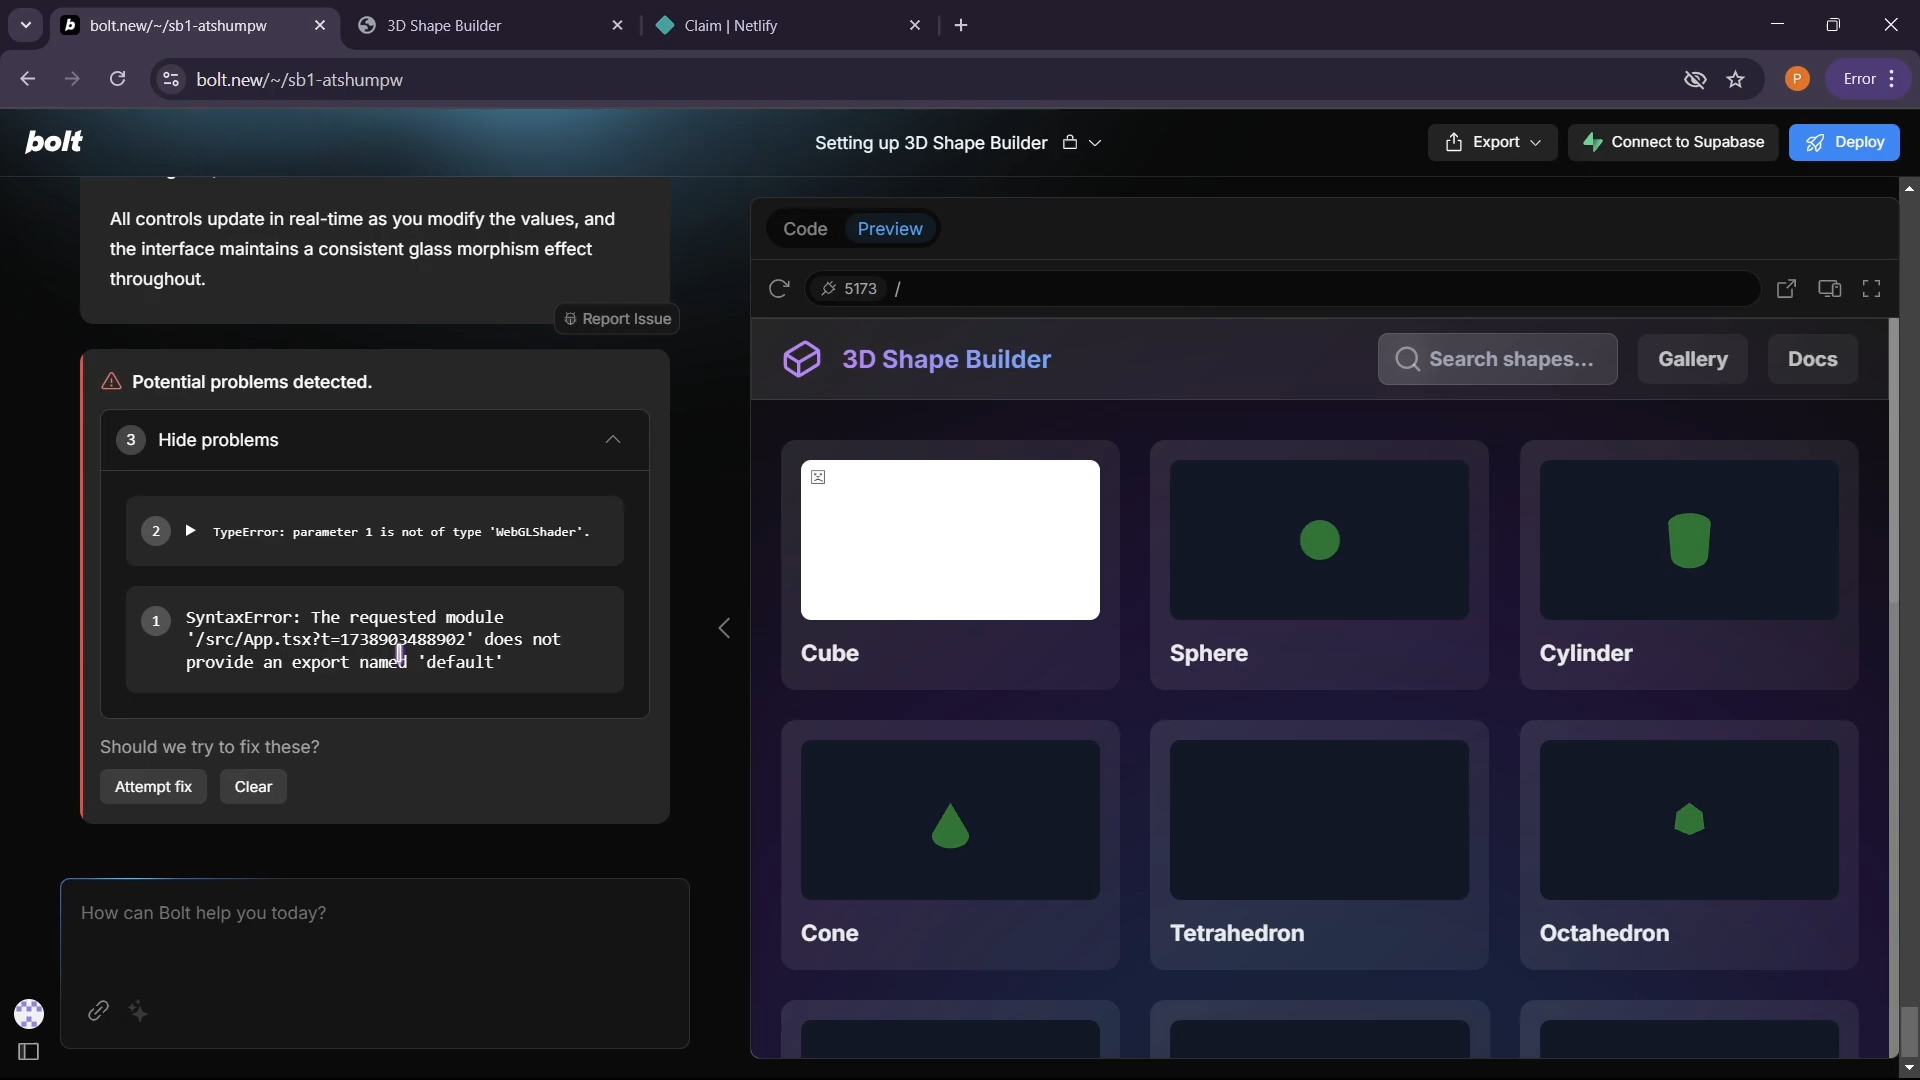 bolt.new/~/sb1-atshumpw
3D Shape Builder
Claim | Netlify
bolt.new/~/sb1-atshumpw
P
Error
bolt
Setting up 3D Shape Builder
Export
Connect to Supabase
Deploy
All controls update in real-time as you modify the values, and
the interface maintains a consistent glass morphism effect
throughout.
Report Issue
Potential problems detected.
3 Hide problems
2 TypeError: parameter 1 is not of type 'WebGLShader'.
1 SyntaxError: The requested module
'/src/App.tsx?t=1738903488902' does not
provide an export named 'default'
Should we try to fix these?
Attempt fix
Clear
How can Bolt help you today?
Code
Preview
5173 /
3D Shape Builder
Search shapes...
Gallery
Docs
Cube
Sphere
Cylinder
Cone
Tetrahedron
Octahedron